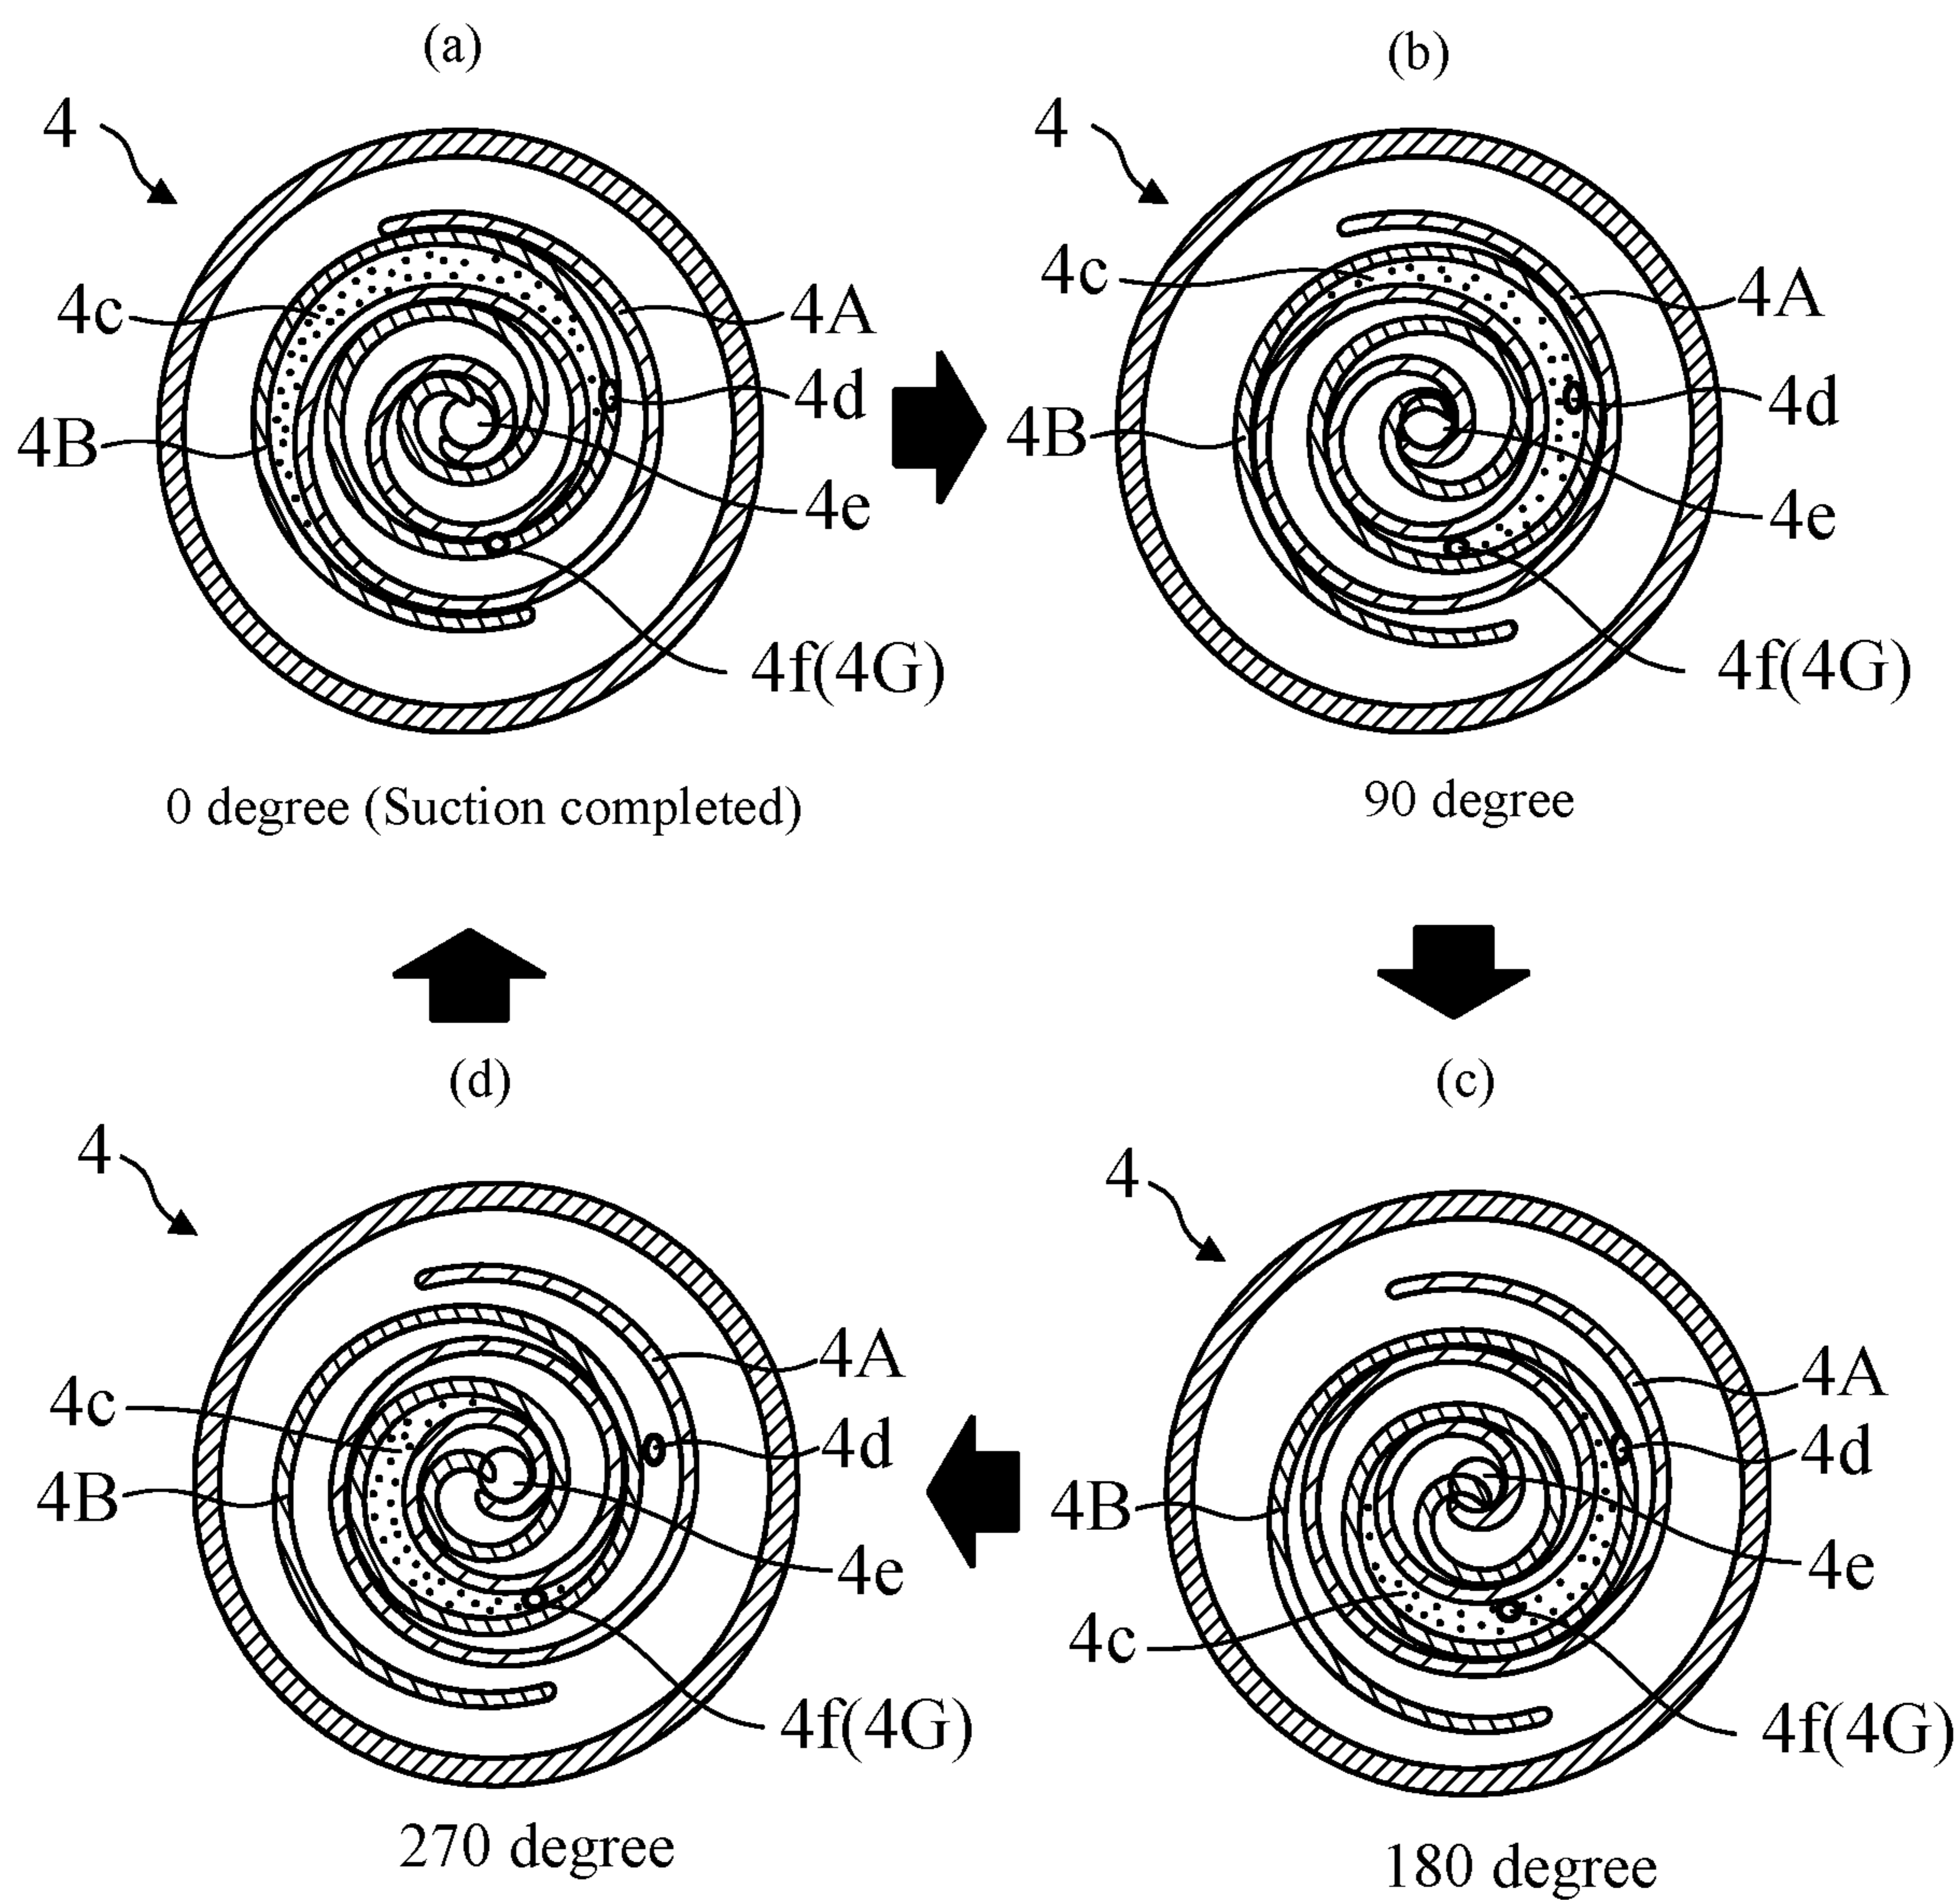 (a)
4
4c
4A
4d
4B
4e
4f(4G)
0 degree (Suction completed)
(b)
4
4c
4A
4d
4B
4e
4f(4G)
90 degree
(d)
4
4A
4c
4d
4B
4e
4f(4G)
270 degree
(c)
4
4A
4d
4B
4e
4c
4f(4G)
180 degree